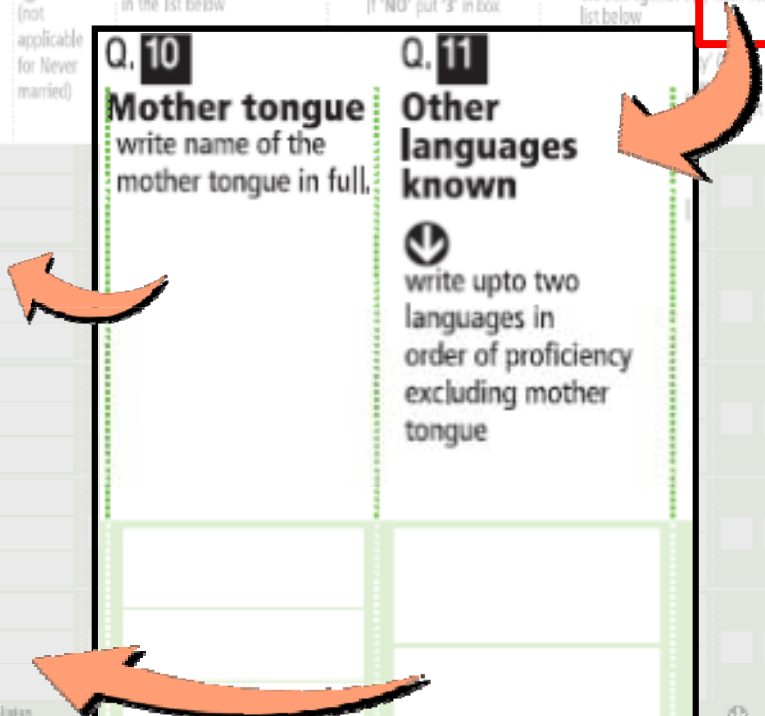 (not
applicable
for Never
married)
in the list below
If 'NO' put '3' in box
list below
Q. 10
Mother tongue
write name of the
mother tongue in full.
Q. 11
Other
languages
known
write upto two
languages in
order of proficiency
excluding mother
tongue